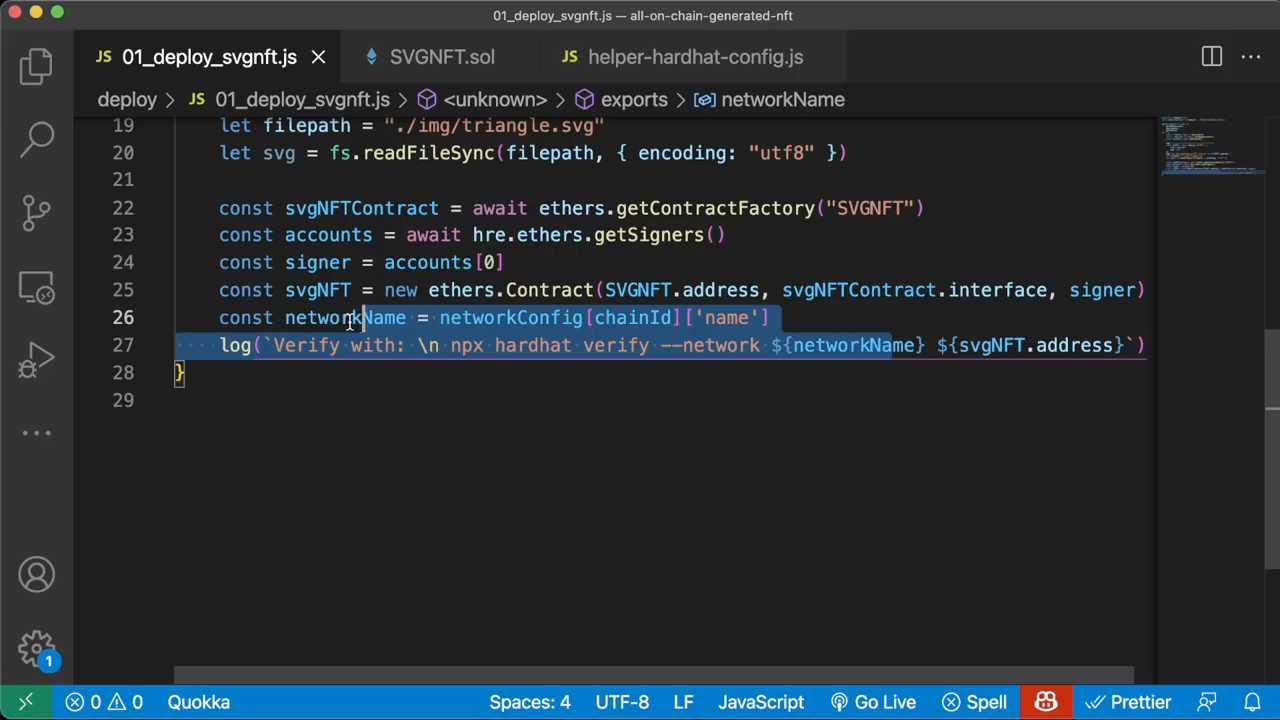 01_deploy_svgnft.js — all-on-chain-generated-nft
JS 01_deploy_svgnft.js SVGNFT.sol JS helper-hardhat-config.js
deploy JS 01_deploy_svgnft.js <unknown> exports networkName
19 let filepath = "./img/triangle.svg"
20 let svg = fs.readFileSync(filepath, { encoding: "utf8" })
21
22 const svgNFTContract = await ethers.getContractFactory("SVGNFT")
23 const accounts = await hre.ethers.getSigners()
24 const signer = accounts[0]
25 const svgNFT = new ethers.Contract(SVGNFT.address, svgNFTContract.interface, signer)
26 const networkName = networkConfig[chainId]['name']
27 log(`Verify with: \n npx hardhat verify --network ${networkName} ${svgNFT.address}`)
28 }
29
1
0 0 Quokka Spaces: 4 UTF-8 LF JavaScript Go Live Spell Prettier